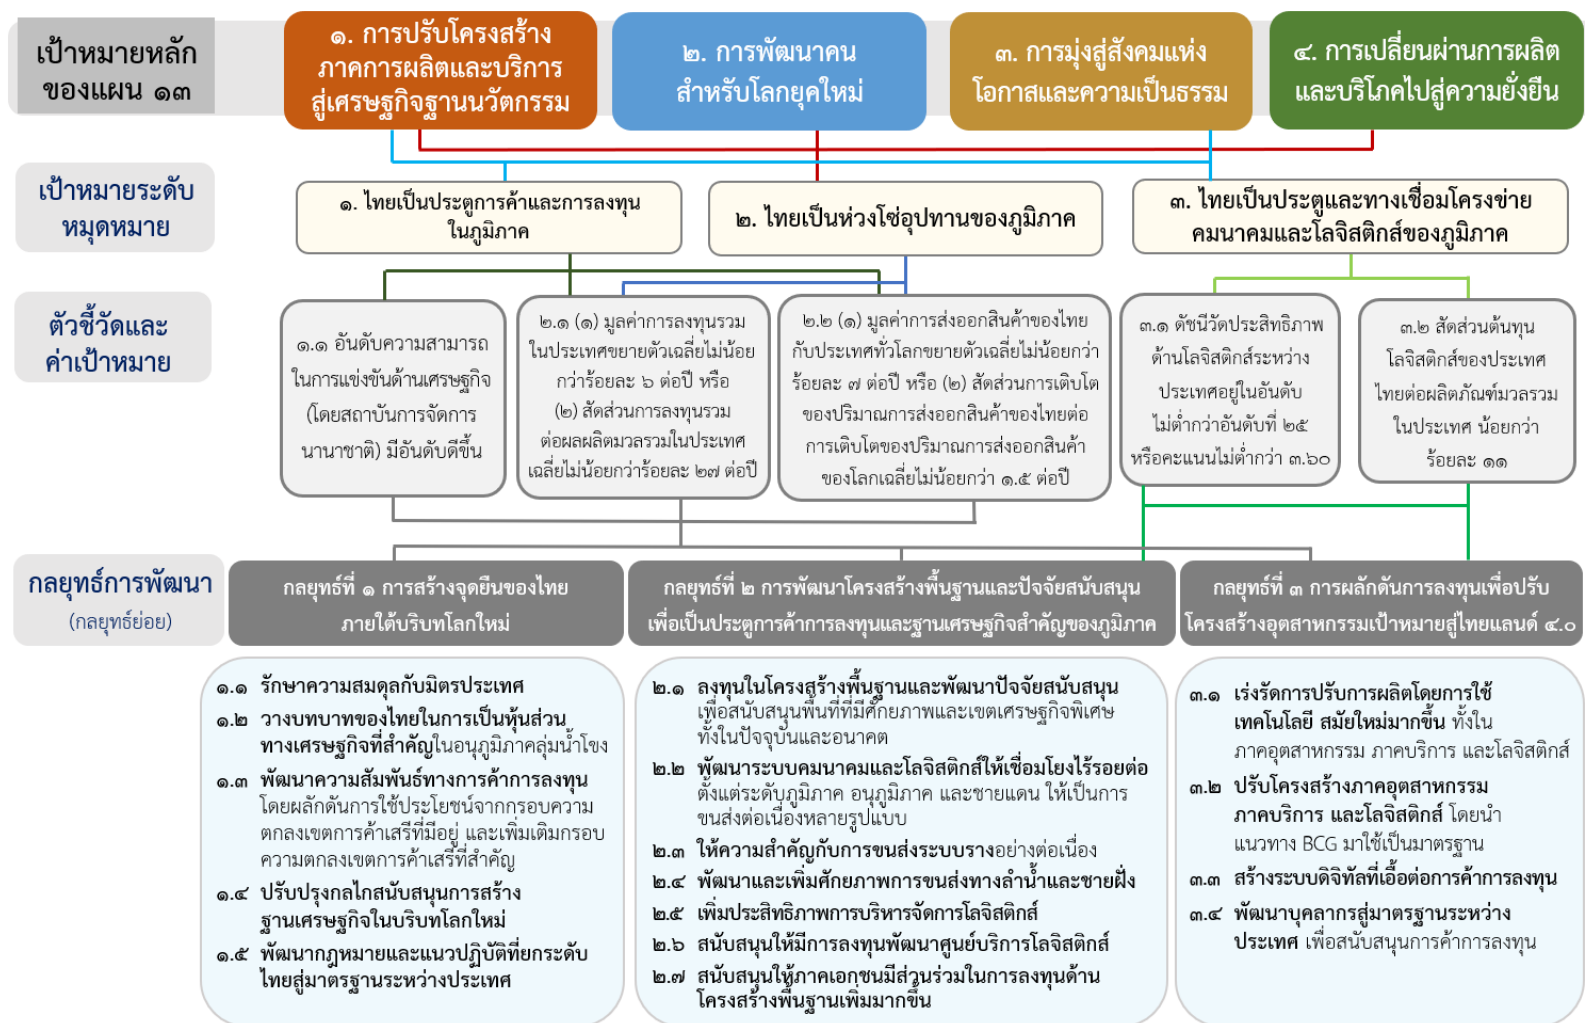 เป้าหมายหลัก
ของแผน ๑๓
๑. การปรับโครงสร้าง
ภาคการผลิตและบริการ
สู่เศรษฐกิจฐานนวัตกรรม
๒. การพัฒนาคน
สำหรับโลกยุคใหม่
๓. การมุ่งสู่สังคมแห่ง
โอกาสและความเป็นธรรม
๔. การเปลี่ยนผ่านการผลิต
และบริโภคไปสู่ความยั่งยืน
เป้าหมายระดับ
หมุดหมาย
๑. ไทยเป็นประตูการค้าและการลงทุน
ในภูมิภาค
๒. ไทยเป็นห่วงโซ่อุปทานของภูมิภาค
๓. ไทยเป็นประตูและทางเชื่อมโครงข่าย
คมนาคมและโลจิสติกส์ของภูมิภาค
ตัวชี้วัดและ
ค่าเป้าหมาย
๑.๑ อันดับความสามารถ
ในการแข่งขันด้านเศรษฐกิจ
(โดยสถาบันการจัดการ
นานาชาติ) มีอันดับดีขึ้น
๒.๑ (๑) มูลค่าการลงทุนรวม
ในประเทศขยายตัวเฉลี่ยไม่น้อย
กว่าร้อยละ ๖ ต่อปี หรือ
(๒) สัดส่วนการลงทุนรวม
ต่อผลผลิตมวลรวมในประเทศ
เฉลี่ยไม่น้อยกว่าร้อยละ ๒๗ ต่อปี
๒.๒ (๑) มูลค่าการส่งออกสินค้าของไทย
กับประเทศทั่วโลกขยายตัวเฉลี่ยไม่น้อยกว่า
ร้อยละ ๗ ต่อปี หรือ (๒) สัดส่วนการเติบโต
ของปริมาณการส่งออกสินค้าของไทยต่อ
การเติบโตของปริมาณการส่งออกสินค้า
ของโลกเฉลี่ยไม่น้อยกว่า ๑.๕ ต่อปี
๓.๑ ดัชนีวัดประสิทธิภาพ
ด้านโลจิสติกส์ระหว่าง
ประเทศอยู่ในอันดับ
ไม่ต่ำกว่าอันดับที่ ๒๕
หรือคะแนนไม่ต่ำกว่า ๓.๖๐
๓.๒ สัดส่วนต้นทุน
โลจิสติกส์ของประเทศ
ไทยต่อผลิตภัณฑ์มวลรวม
ในประเทศ น้อยกว่า
ร้อยละ ๑๑
กลยุทธ์การพัฒนา
(กลยุทธ์ย่อย)
กลยุทธ์ที่ ๑ การสร้างจุดยืนของไทย
ภายใต้บริบทโลกใหม่
กลยุทธ์ที่ ๒ การพัฒนาโครงสร้างพื้นฐานและปัจจัยสนับสนุน
เพื่อเป็นประตูการค้าการลงทุนและฐานเศรษฐกิจสำคัญของภูมิภาค
กลยุทธ์ที่ ๓ การผลักดันการลงทุนเพื่อปรับ
โครงสร้างอุตสาหกรรมเป้าหมายสู่ไทยแลนด์ ๔.๐
๑.๑ รักษาความสมดุลกับมิตรประเทศ
๑.๒ วางบทบาทของไทยในการเป็นหุ้นส่วน
ทางเศรษฐกิจที่สำคัญในอนุภูมิภาคลุ่มน้ำโขง
๑.๓ พัฒนาความสัมพันธ์ทางการค้าการลงทุน
โดยผลักดันการใช้ประโยชน์จากกรอบความ
ตกลงเขตการค้าเสรีที่มีอยู่ และเพิ่มเติมกรอบ
ความตกลงเขตการค้าเสรีที่สำคัญ
๑.๔ ปรับปรุงกลไกสนับสนุนการสร้าง
ฐานเศรษฐกิจในบริบทโลกใหม่
๑.๕ พัฒนากฎหมายและแนวปฏิบัติที่ยกระดับ
ไทยสู่มาตรฐานระหว่างประเทศ
๒.๑ ลงทุนในโครงสร้างพื้นฐานและพัฒนาปัจจัยสนับสนุน
เพื่อสนับสนุนพื้นที่ที่มีศักยภาพและเขตเศรษฐกิจพิเศษ
ทั้งในปัจจุบันและอนาคต
๒.๒ พัฒนาระบบคมนาคมและโลจิสติกส์ให้เชื่อมโยงไร้รอยต่อ
ตั้งแต่ระดับภูมิภาค อนุภูมิภาค และชายแดน ให้เป็นการ
ขนส่งต่อเนื่องหลายรูปแบบ
๒.๓ ให้ความสำคัญกับการขนส่งระบบรางอย่างต่อเนื่อง
๒.๔ พัฒนาและเพิ่มศักยภาพการขนส่งทางลำน้ำและชายฝั่ง
๒.๕ เพิ่มประสิทธิภาพการบริหารจัดการโลจิสติกส์
๒.๖ สนับสนุนให้มีการลงทุนพัฒนาศูนย์บริการโลจิสติกส์
๒.๗ สนับสนุนให้ภาคเอกชนมีส่วนร่วมในการลงทุนด้าน
โครงสร้างพื้นฐานเพิ่มมากขึ้น
๓.๑ เร่งรัดการปรับการผลิตโดยการใช้
เทคโนโลยี สมัยใหม่มากขึ้น ทั้งใน
ภาคอุตสาหกรรม ภาคบริการ และโลจิสติกส์
๓.๒ ปรับโครงสร้างภาคอุตสาหกรรม
ภาคบริการ และโลจิสติกส์ โดยนำ
แนวทาง BCG มาใช้เป็นมาตรฐาน
๓.๓ สร้างระบบดิจิทัลที่เอื้อต่อการค้าการลงทุน
๓.๔ พัฒนาบุคลากรสู่มาตรฐานระหว่าง
ประเทศ เพื่อสนับสนุนการค้าการลงทุน